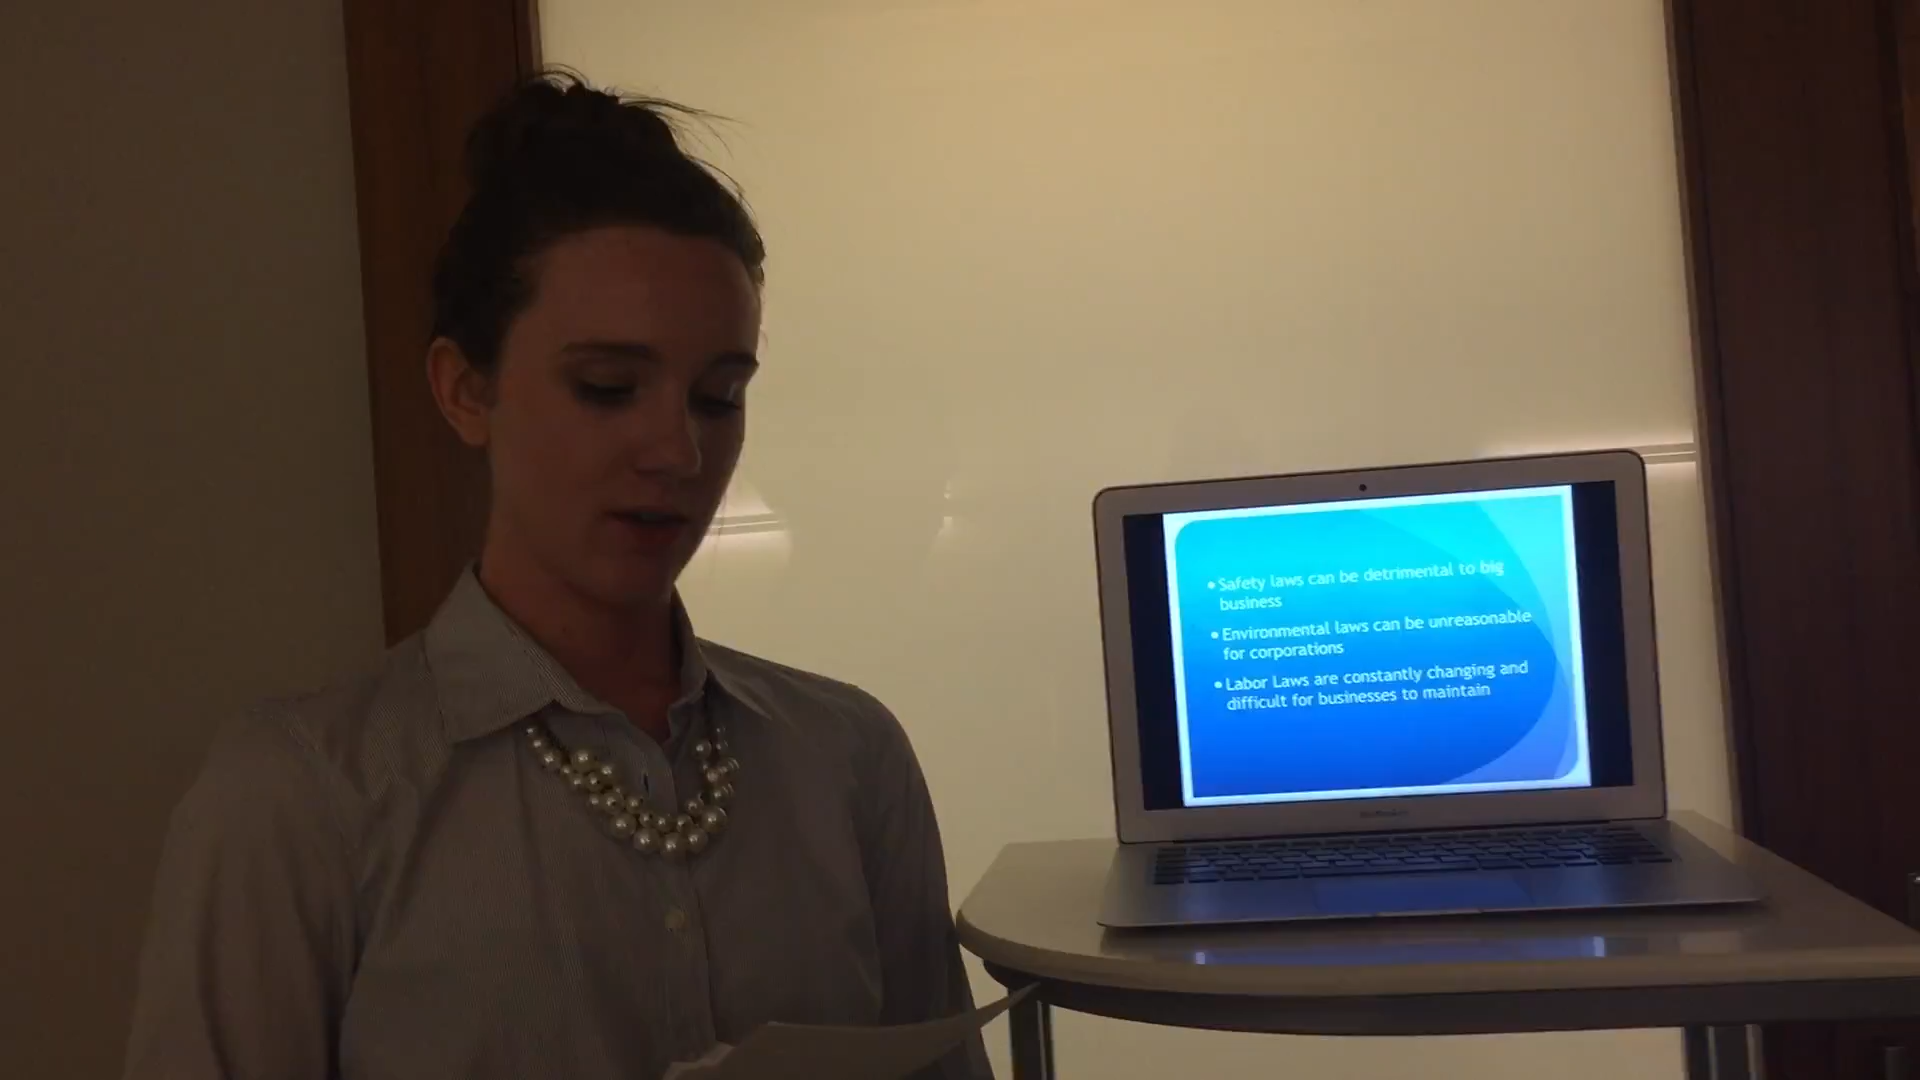 • Safety laws can be detrimental to big
business
• Environmental laws can be unreasonable
for corporations
• Labor Laws are constantly changing and
difficult for businesses to maintain